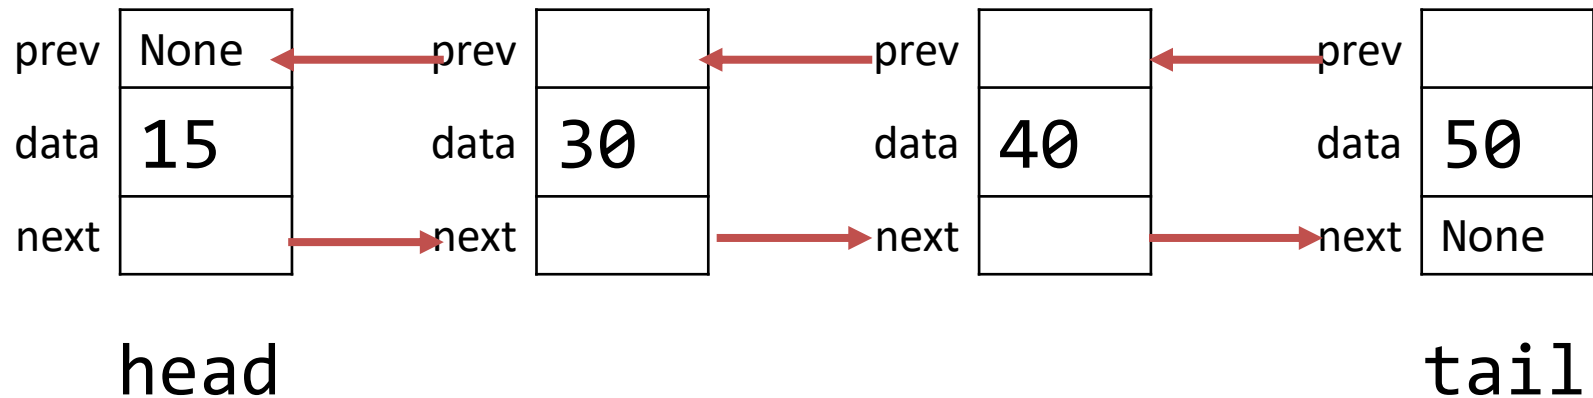 prev None prev prev prev
data 15 data 30 data 40 data 50
next next next next None
head tail